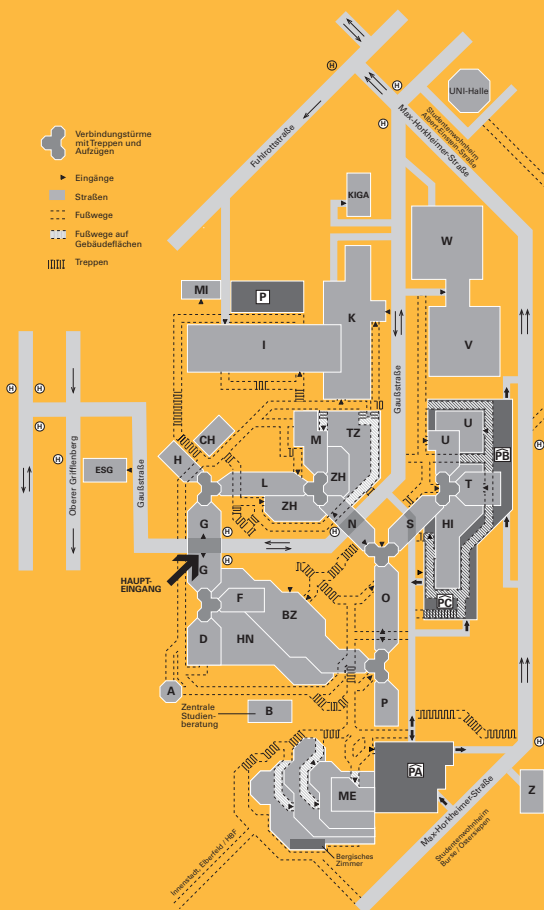 H
H
H
UNI-Halle
Studentenwohnheim
Albert-Einstein-Straße
Max-Horkheimer-Straße
Fuhlrottstraße
Verbindungstürme
mit Treppen und
Aufzügen
Eingänge
Straßen
Fußwege
Fußwege auf
Gebäudeflächen
Treppen
KIGA
W
MI
P
K
I
V
Gaußstraße
H
H
H
H
Oberer Grifflenberg
ESG
Gaußstraße
H
CH
M
TZ
L
ZH
ZH
U
U
PB
T
N
S
HI
G
G
H
H
HAUPT-
EINGANG
F
BZ
O
PC
D
HN
A
P
B
Zentrale
Studien-
beratung
PA
H
ME
Z
Max-Horkheimer-Straße
Studentenwohnheim
Burse / Ostersiepen
Bergisches
Zimmer
Innenstadt, Elberfeld / HBF